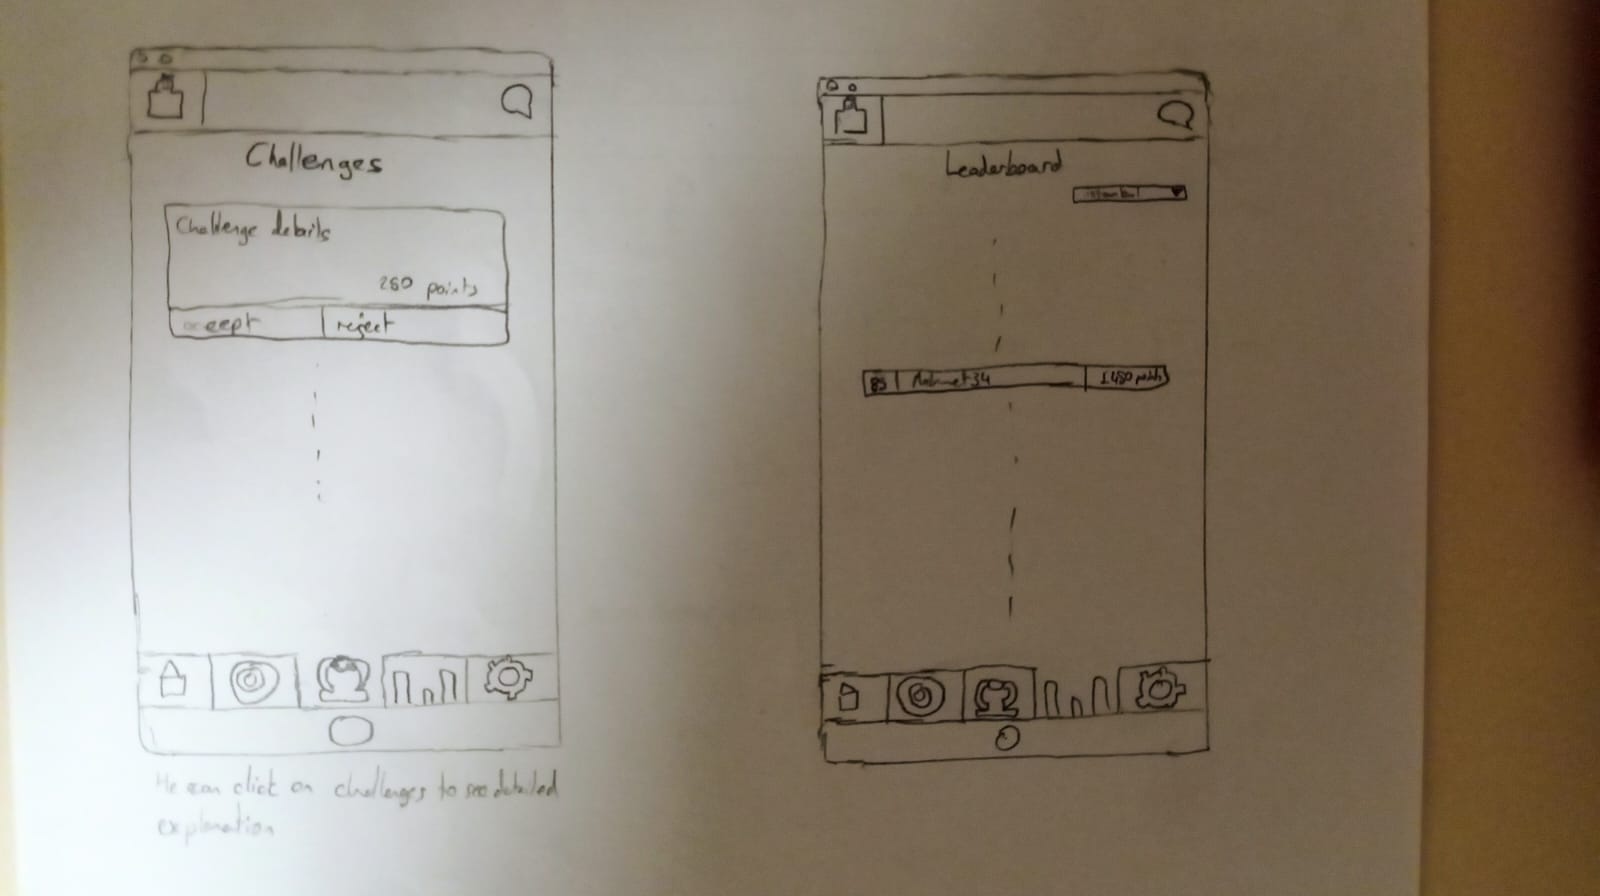 Challenges
Challenge details
250 points
accept
reject
He can click on challenges to see detailed
explanation
Leaderboard
istanbul
85
Mehmet34
1450 points